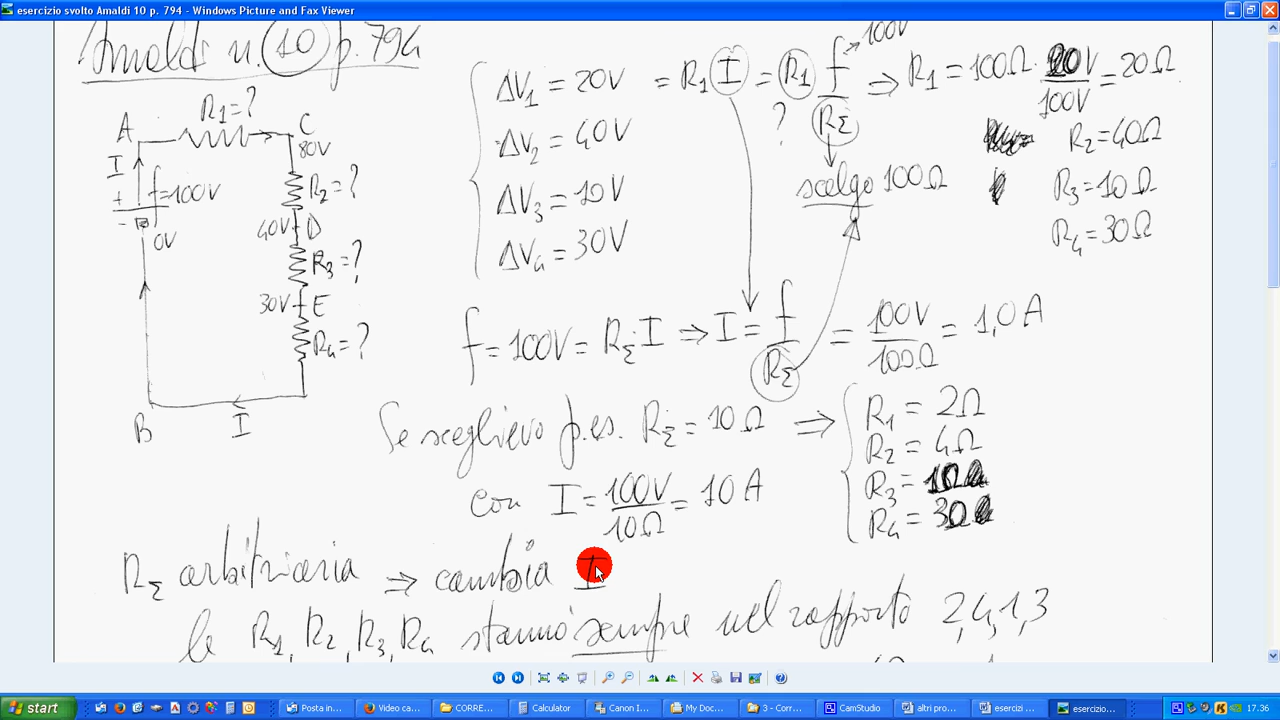 esercizio svolto Amaldi 10 p. 794 - Windows Picture and Fax Viewer
Amaldi n. 10 p. 794
ΔV1 = 20V = R1 I = R1 f/RΣ ⇒ R1 = 100Ω · 20V/100V = 20Ω
100V
?
ΔV2 = 40V
R2 = 40Ω
ΔV3 = 10V
scelgo 100Ω
R3 = 10Ω
ΔV4 = 30V
R4 = 30Ω
R1 = ?
A
C
80V
I
+
-
f = 100V
0V
R2 = ?
40V
D
R3 = ?
30V
E
R4 = ?
B
I
f = 100V = RΣ I ⇒ I = f/RΣ = 100V/100Ω = 1,0 A
Se sceglievo p.es. RΣ = 10Ω ⇒
R1 = 2Ω
R2 = 4Ω
R3 = 1
R4 = 3
con I = 100V/10Ω = 10 A
RΣ arbitraria ⇒ cambia I
le R1, R2, R3, R4 stanno sempre nel rapporto 2,4,1,3
start
Posta in...
Video ca...
CORRE...
Calculator
Canon I...
My Doc...
3 - Corr...
CamStudio
altri pro...
esercizi ...
esercizio...
17.36